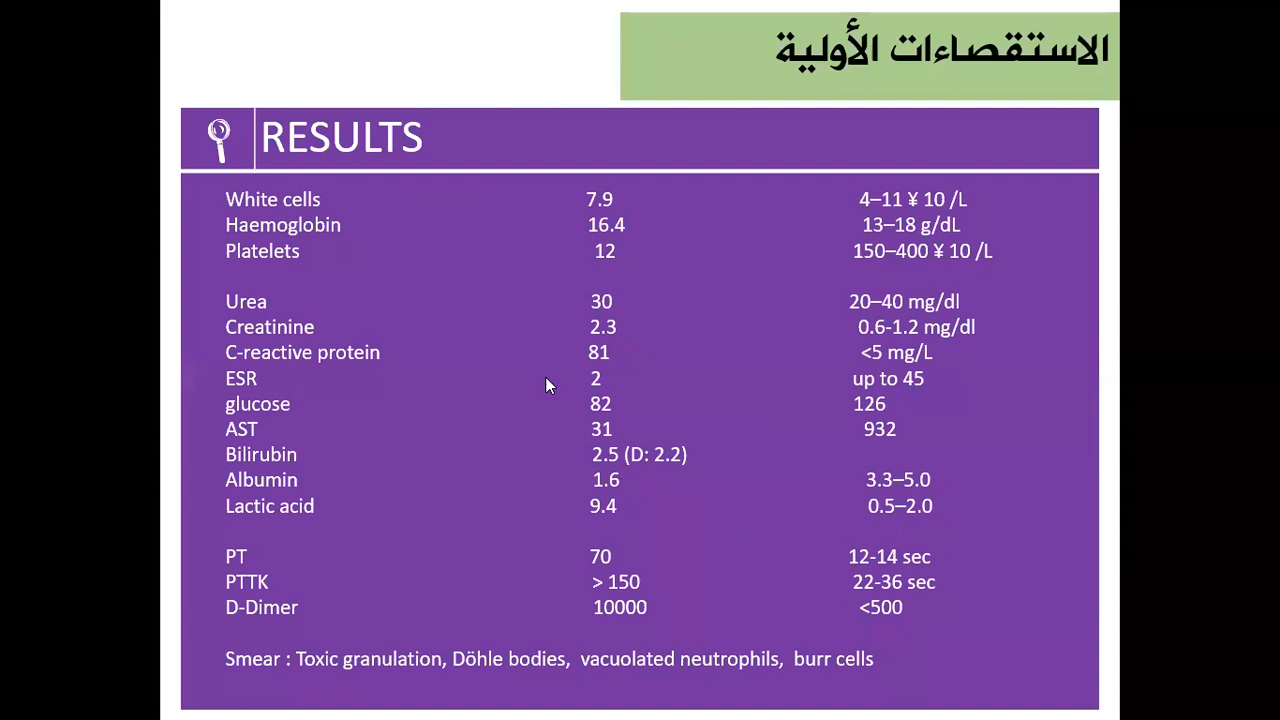 الاستقصاءات الأولية
RESULTS
White cells 7.9 4–11 ¥ 10 /L
Haemoglobin 16.4 13–18 g/dL
Platelets 12 150–400 ¥ 10 /L
Urea 30 20–40 mg/dl
Creatinine 2.3 0.6-1.2 mg/dl
C-reactive protein 81 <5 mg/L
ESR 2 up to 45
glucose 82 126
AST 31 932
Bilirubin 2.5 (D: 2.2)
Albumin 1.6 3.3–5.0
Lactic acid 9.4 0.5–2.0
PT 70 12-14 sec
PTTK > 150 22-36 sec
D-Dimer 10000 <500
Smear : Toxic granulation, Döhle bodies, vacuolated neutrophils, burr cells